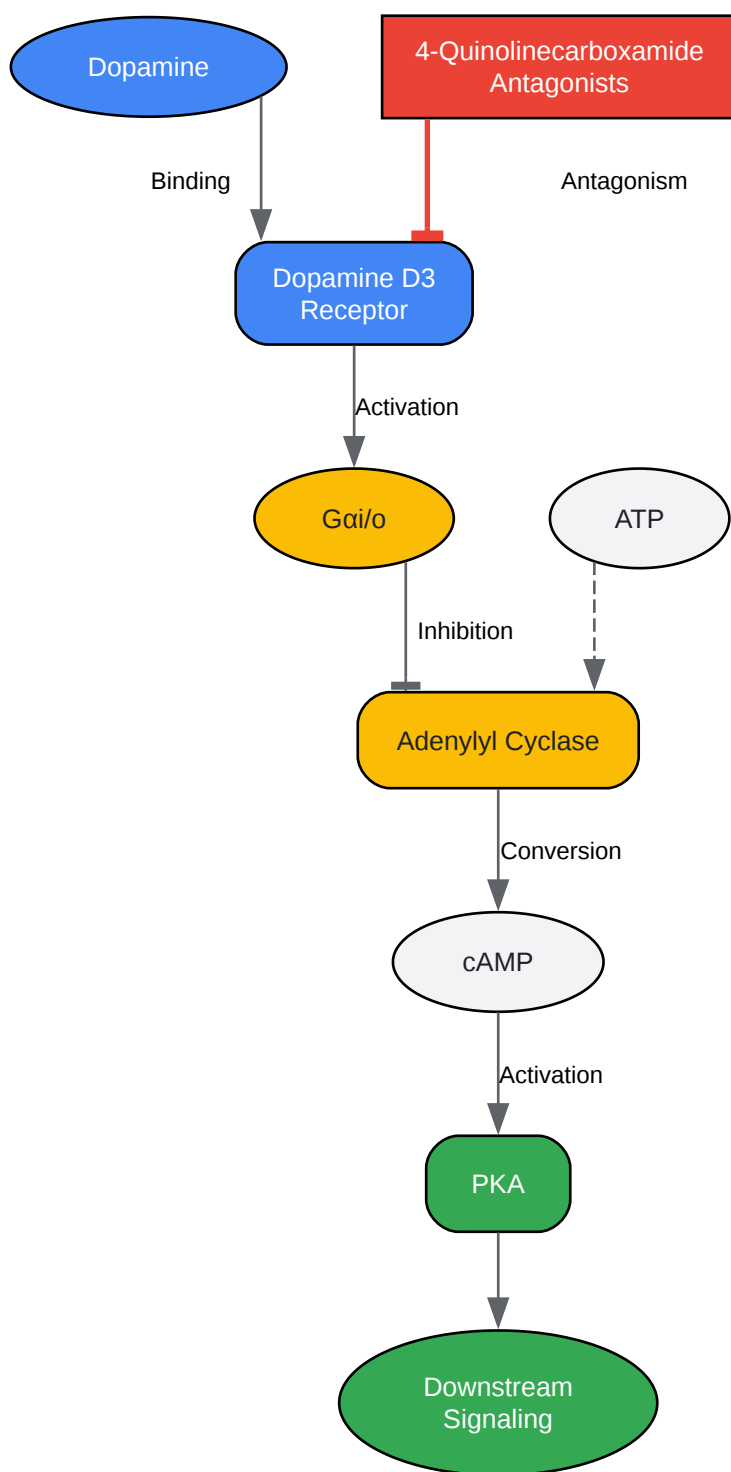 Dopamine
4-Quinolinecarboxamide
Antagonists
Binding
Antagonism
Dopamine D3
Receptor
Activation
Gαi/o
ATP
Inhibition
Adenylyl Cyclase
Conversion
cAMP
Activation
PKA
Downstream
Signaling